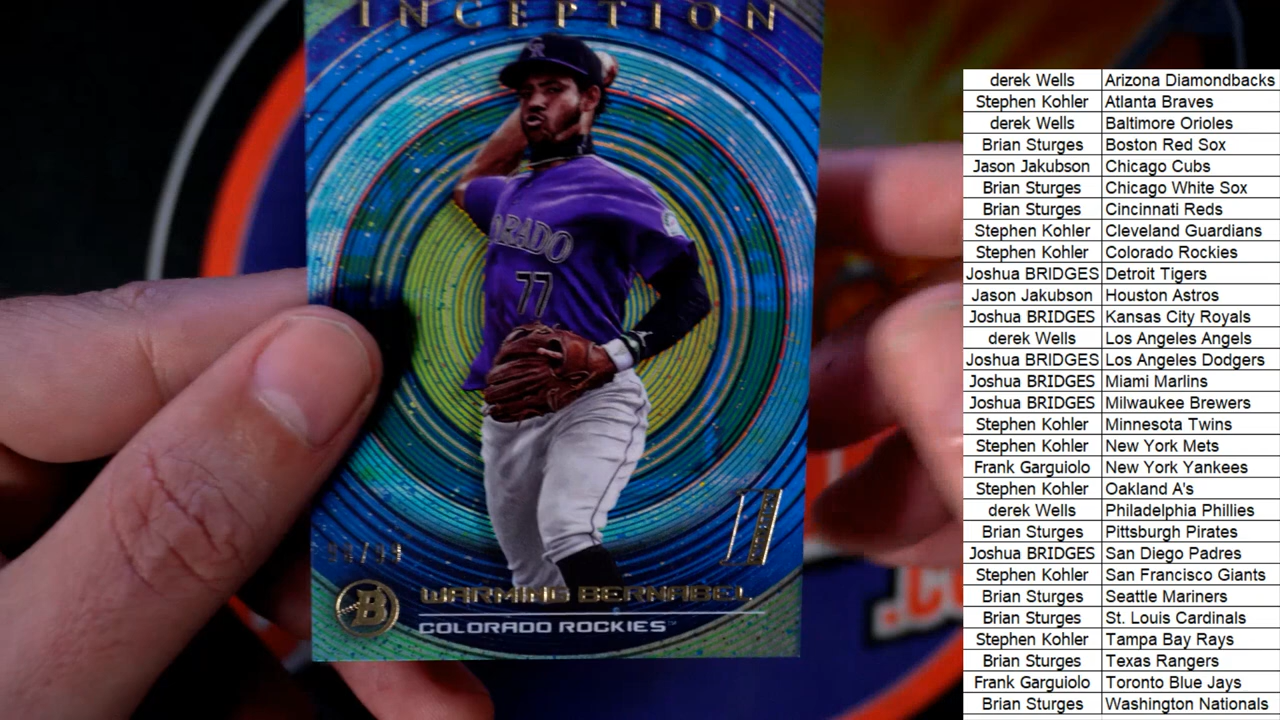 INCEPTION
ORADO
77
WARMING BERNABEL
COLORADO ROCKIES
B
derek Wells Arizona Diamondbacks
Stephen Kohler Atlanta Braves
derek Wells Baltimore Orioles
Brian Sturges Boston Red Sox
Jason Jakubson Chicago Cubs
Brian Sturges Chicago White Sox
Brian Sturges Cincinnati Reds
Stephen Kohler Cleveland Guardians
Stephen Kohler Colorado Rockies
Joshua BRIDGES Detroit Tigers
Jason Jakubson Houston Astros
Joshua BRIDGES Kansas City Royals
derek Wells Los Angeles Angels
Joshua BRIDGES Los Angeles Dodgers
Joshua BRIDGES Miami Marlins
Joshua BRIDGES Milwaukee Brewers
Stephen Kohler Minnesota Twins
Stephen Kohler New York Mets
Frank Garguiolo New York Yankees
Stephen Kohler Oakland A's
derek Wells Philadelphia Phillies
Brian Sturges Pittsburgh Pirates
Joshua BRIDGES San Diego Padres
Stephen Kohler San Francisco Giants
Brian Sturges Seattle Mariners
Brian Sturges St. Louis Cardinals
Stephen Kohler Tampa Bay Rays
Brian Sturges Texas Rangers
Frank Garguiolo Toronto Blue Jays
Brian Sturges Washington Nationals